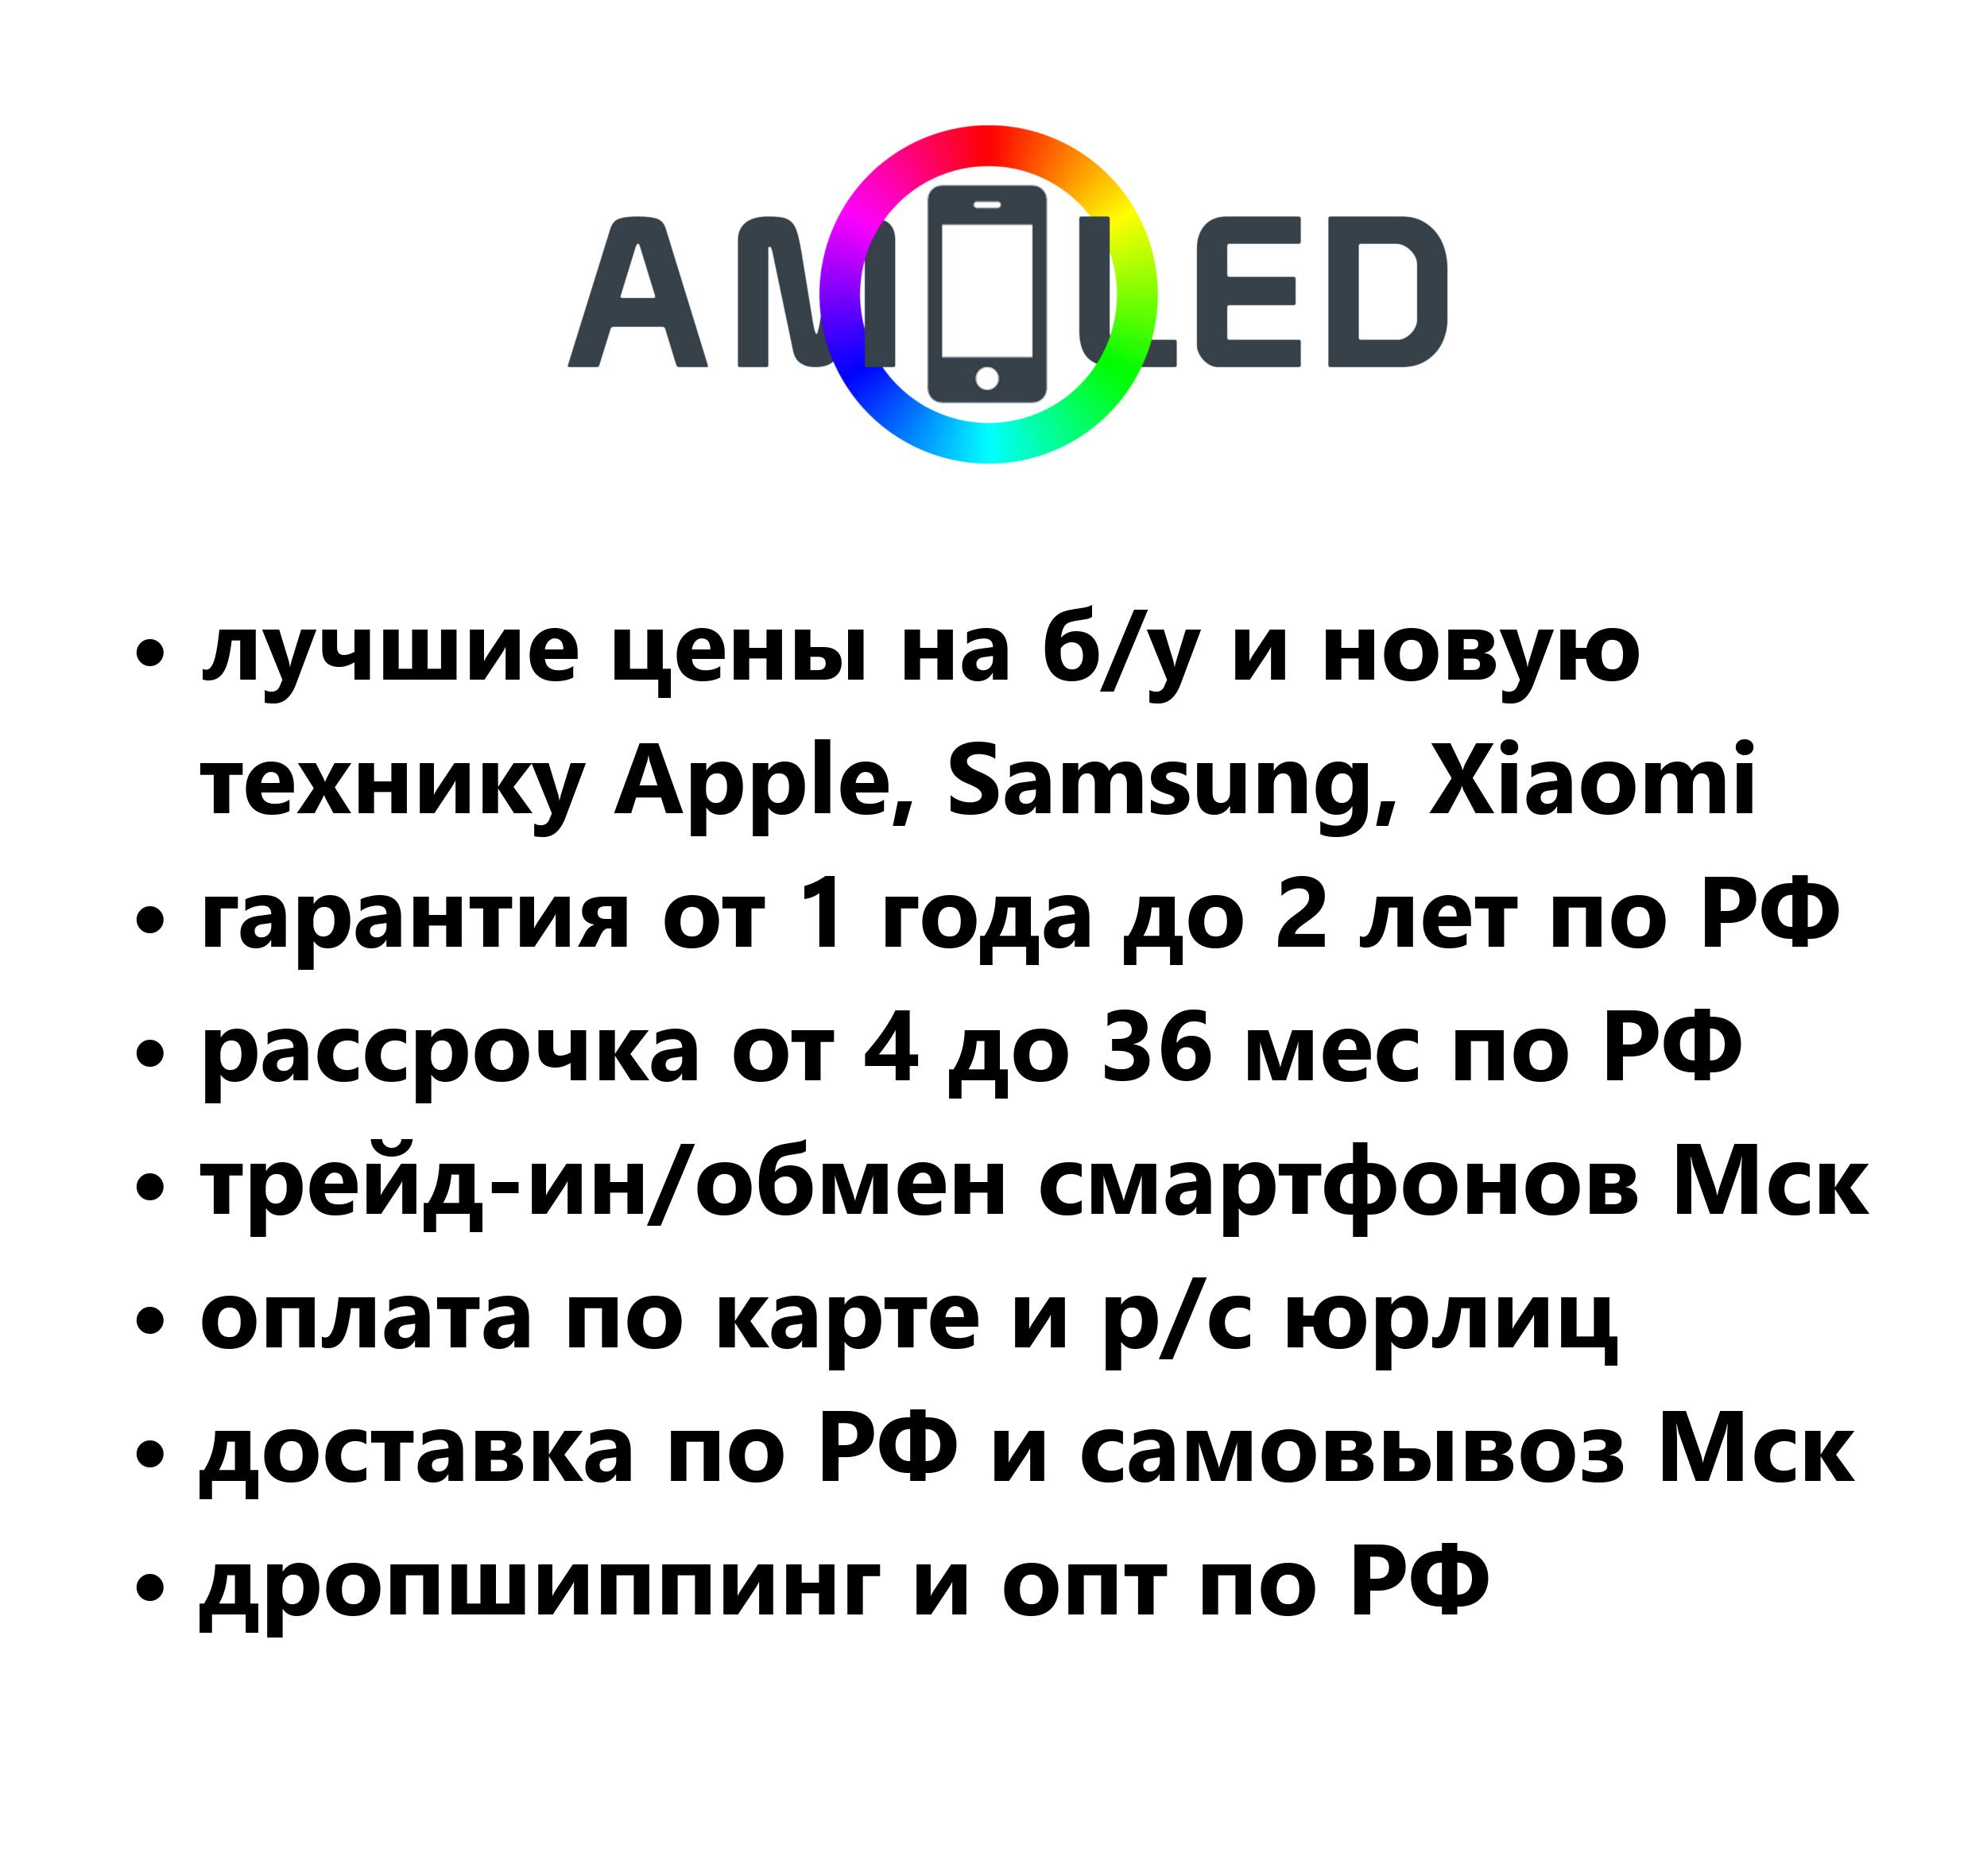 AMOLED
• лучшие цены на б/у и новую
технику Apple, Samsung, Xiaomi
• гарантия от 1 года до 2 лет по РФ
• рассрочка от 4 до 36 мес по РФ
• трейд-ин/обмен смартфонов Мск
• оплата по карте и р/с юрлиц
• доставка по РФ и самовывоз Мск
• дропшиппинг и опт по РФ